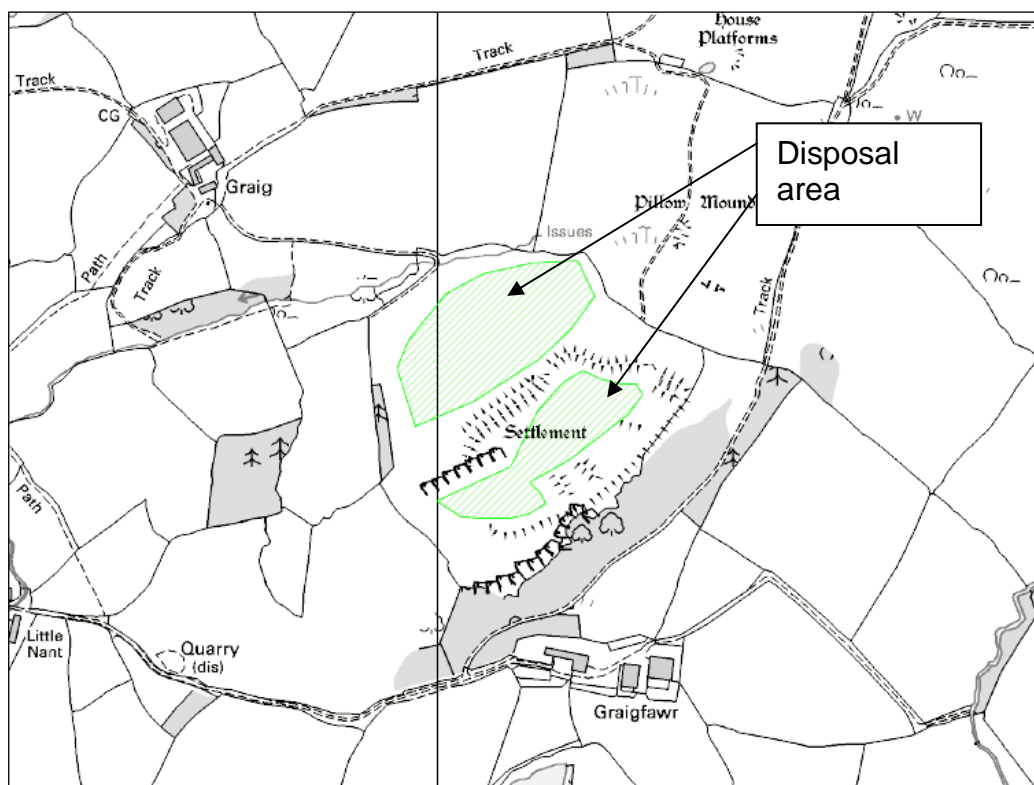 House
Platforms
Track
Track
CG
W
Disposal
area
Graig
Pillow Mound
Issues
Path
Track
Track
Settlement
Path
Little
Nant
Quarry
(dis)
Graigfawr